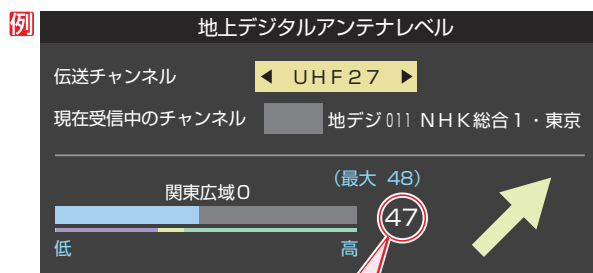 例
地上デジタルアンテナレベル
伝送チャンネル ◀ UHF27 ▶
現在受信中のチャンネル 地デジ011 NHK総合1・東京
(最大 48)
関東広域0
47
低 高